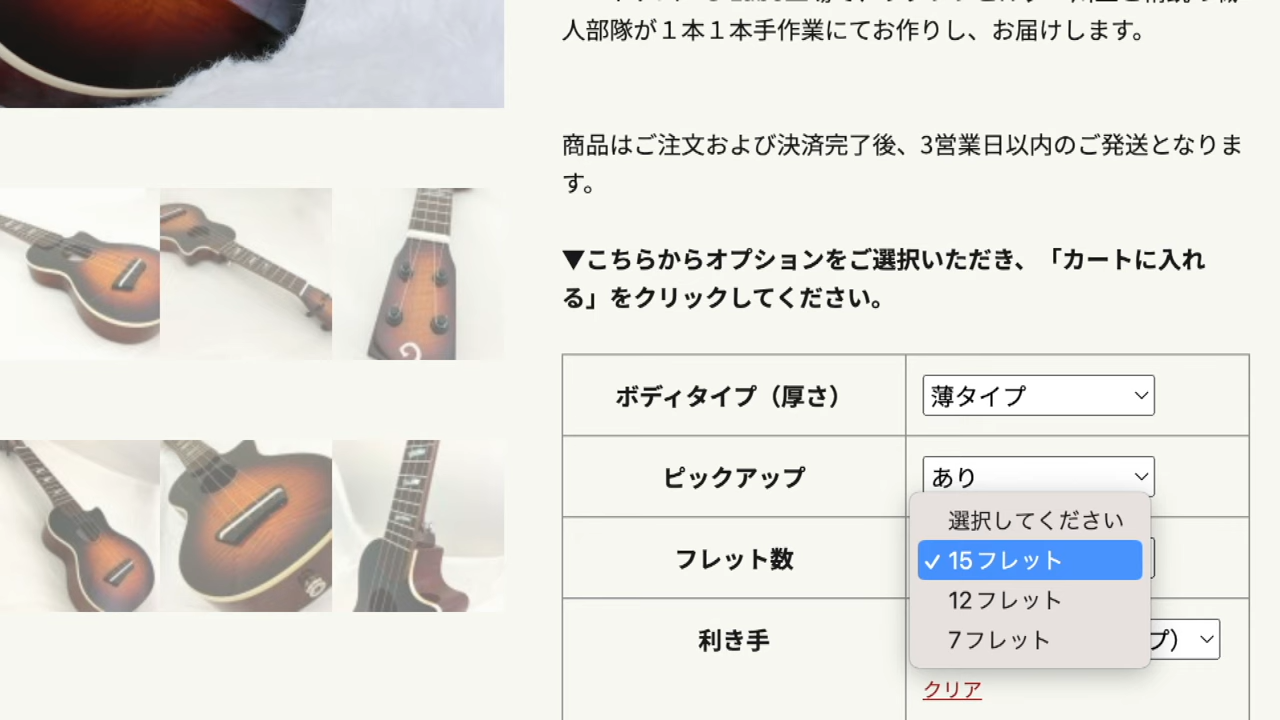 人部隊が１本１本手作業にてお作りし、お届けします。
商品はご注文および決済完了後、3営業日以内のご発送となりま
す。
▼こちらからオプションをご選択いただき、「カートに入れ
る」をクリックしてください。
ボディタイプ（厚さ）
薄タイプ
ピックアップ
あり
選択してください
フレット数
✓ 15フレット
12フレット
7フレット
利き手
プ）
クリア